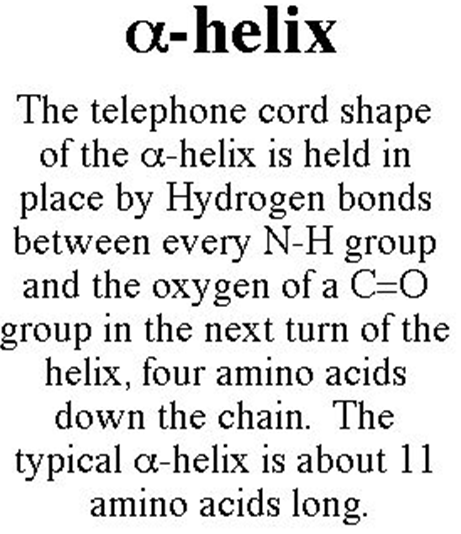 α-helix
The telephone cord shape
of the α-helix is held in
place by Hydrogen bonds
between every N-H group
and the oxygen of a C=O
group in the next turn of the
helix, four amino acids
down the chain.  The
typical α-helix is about 11
amino acids long.